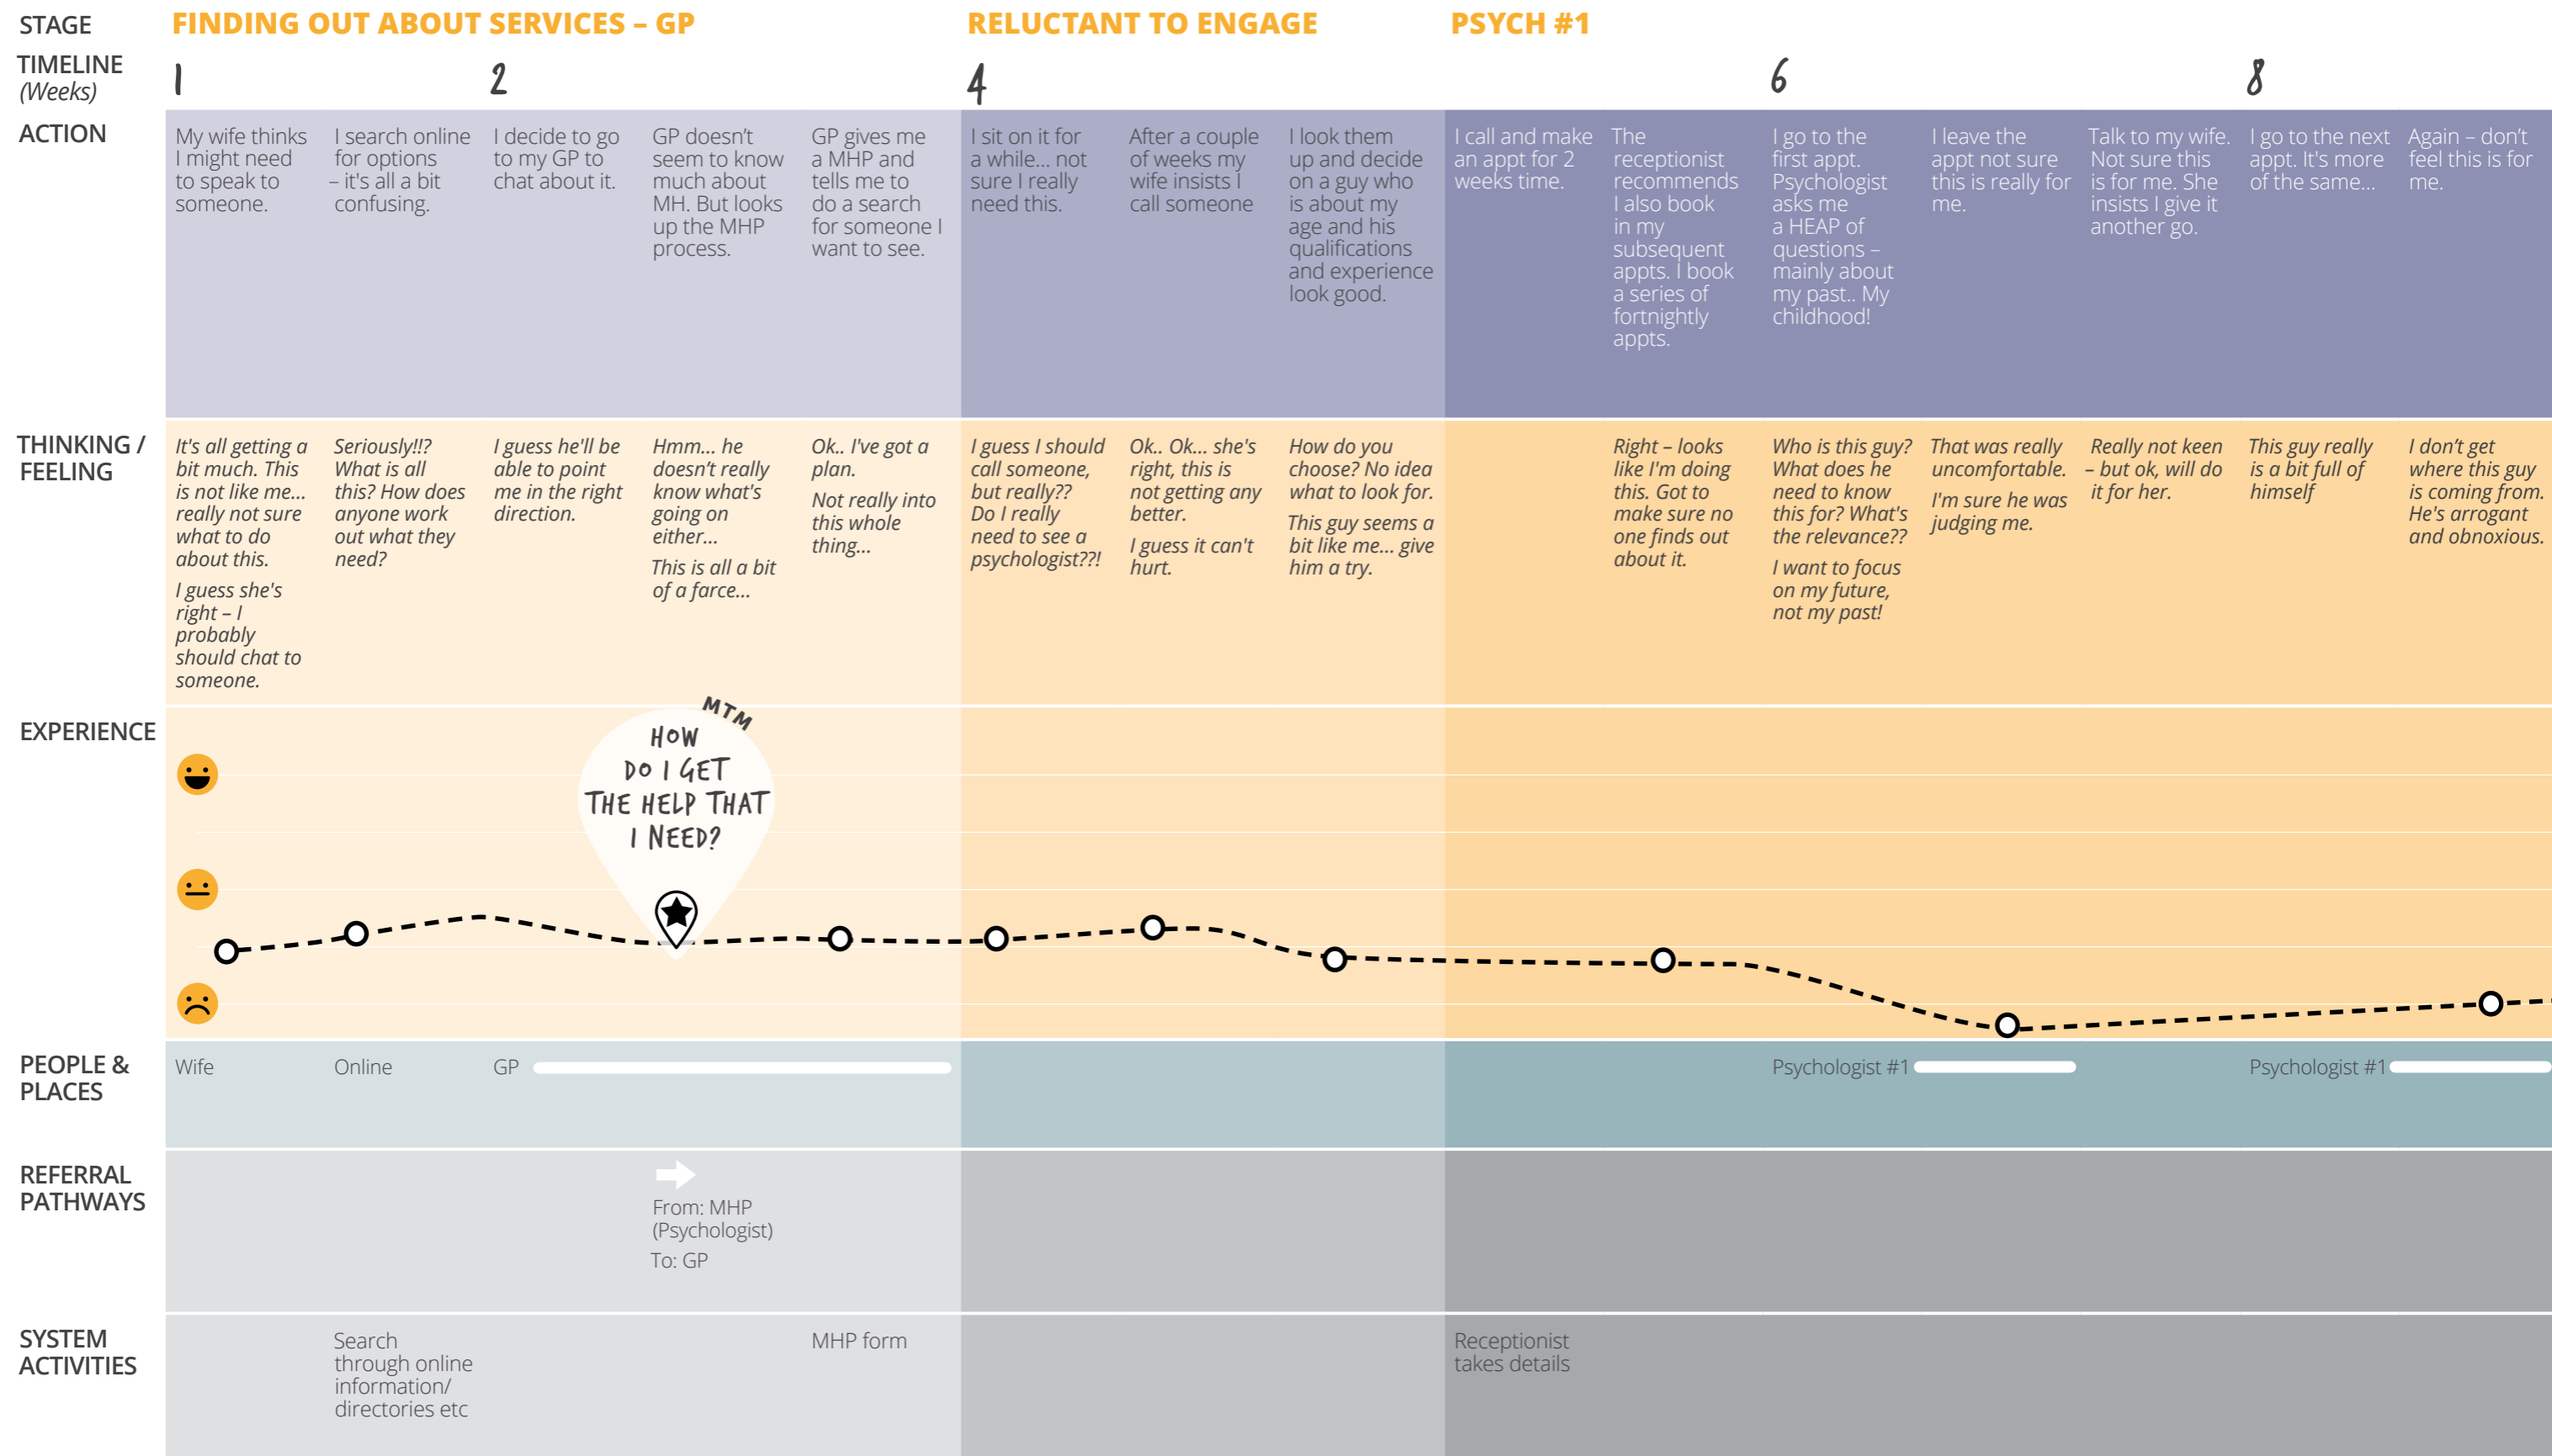 STAGE
FINDING OUT ABOUT SERVICES – GP
RELUCTANT TO ENGAGE
PSYCH #1
TIMELINE
(Weeks)
1
2
4
6
8
ACTION
My wife thinks
I might need
to speak to
someone.
I search online
for options
– it's all a bit
confusing.
I decide to go
to my GP to
chat about it.
GP doesn’t
seem to know
much about
MH. But looks
up the MHP
process.
GP gives me
a MHP and
tells me to
do a search
for someone I
want to see.
I sit on it for
a while... not
sure I really
need this.
After a couple
of weeks my
wife insists I
call someone
I look them
up and decide
on a guy who
is about my
age and his
qualifications
and experience
look good.
I call and make
an appt for 2
weeks time.
The
receptionist
recommends
I also book
in my
subsequent
appts. I book
a series of
fortnightly
appts.
I go to the
first appt.
Psychologist
asks me
a HEAP of
questions –
mainly about
my past.. My
childhood!
I leave the
appt not sure
this is really for
me.
Talk to my wife.
Not sure this
is for me. She
insists I give it
another go.
I go to the next
appt. It's more
of the same...
Again – don’t
feel this is for
me.
THINKING /
FEELING
It's all getting a
bit much. This
is not like me...
really not sure
what to do
about this.
I guess she's
right – I
probably
should chat to
someone.
Seriously!!?
What is all
this? How does
anyone work
out what they
need?
I guess he'll be
able to point
me in the right
direction.
Hmm... he
doesn’t really
know what's
going on
either...
This is all a bit
of a farce...
Ok.. I've got a
plan.
Not really into
this whole
thing...
I guess I should
call someone,
but really??
Do I really
need to see a
psychologist??!
Ok.. Ok... she's
right, this is
not getting any
better.
I guess it can't
hurt.
How do you
choose? No idea
what to look for.
This guy seems a
bit like me... give
him a try.
Right – looks
like I'm doing
this. Got to
make sure no
one finds out
about it.
Who is this guy?
What does he
need to know
this for? What's
the relevance??
I want to focus
on my future,
not my past!
That was really
uncomfortable.
I'm sure he was
judging me.
Really not keen
– but ok, will do
it for her.
This guy really
is a bit full of
himself
I don’t get
where this guy
is coming from.
He's arrogant
and obnoxious.
EXPERIENCE
MTM
HOW
DO I GET
THE HELP THAT
I NEED?
PEOPLE &
PLACES
Wife
Online
GP
Psychologist #1
Psychologist #1
REFERRAL
PATHWAYS
From: MHP
(Psychologist)
To: GP
SYSTEM
ACTIVITIES
Search
through online
information/
directories etc
MHP form
Receptionist
takes details